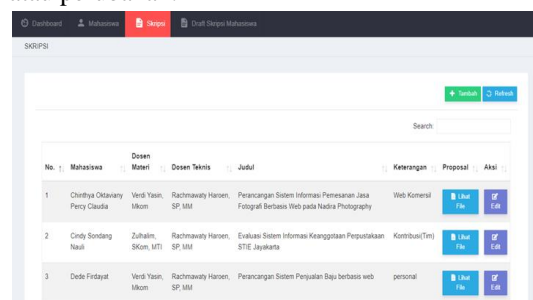 Dashboard Mahasiswa Skripsi Draft Skripsi Mahasiswa
SKRIPSI
Tambah Refresh
Search:
No. Mahasiswa Dosen Materi Dosen Teknis Judul Keterangan Proposal Aksi
1 Chinthya Oktaviany Verdi Yasin, Rachmawaty Haroen, Perancangan Sistem Informasi Pemesanan Jasa Web Komersil Lihat Edit
Percy Claudia Mkom SP, MM Fotografi Berbasis Web pada Nadira Photography File
2 Cindy Sondang Zulhalim, Rachmawaty Haroen, Evaluasi Sistem Informasi Keanggotaan Perpustakaan Kontribusi(Tim) Lihat Edit
Nauli SKom, MTI SP, MM STIE Jayakarta File
3 Dede Firdayat Verdi Yasin, Rachmawaty Haroen, Perancangan Sistem Penjualan Baju berbasis web personal Lihat Edit
Mkom SP, MM File